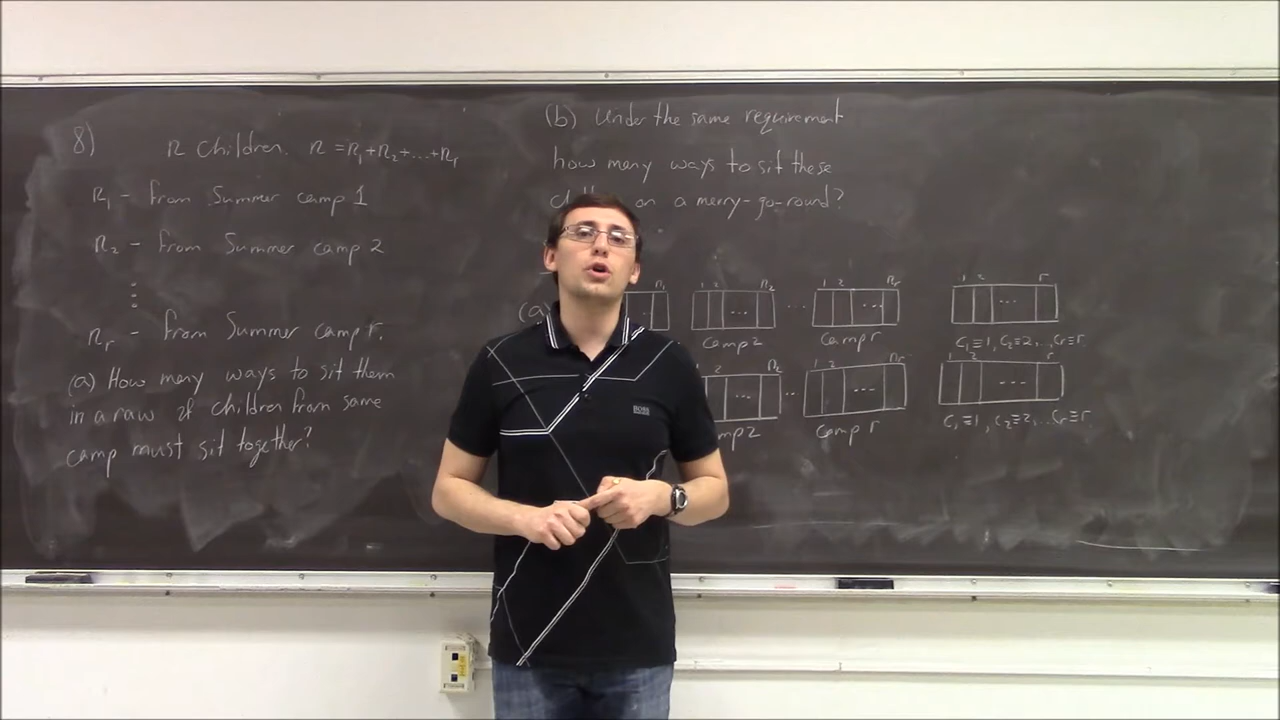 8)
n children. n = n₁+n₂+...+nᵣ
n₁ - from Summer camp 1
n₂ - from Summer camp 2
⋮
nᵣ - from Summer camp r.
(a) How many ways to sit them
in a raw if children from same
camp must sit together?
(b) Under the same requirement
how many ways to sit these
on a merry-go-round?
(a)
n₁
1 2 ... n₂
...
1 2 ... nᵣ
1 2 ... r
camp 2
camp r
C₁≡1, C₂≡2, ... Cᵣ≡r.
2 ... n₂
..
1 2 ... nᵣ
1 2 ... r
camp r
C₁≡1, C₂≡2, ... Cᵣ≡r.
BOSS